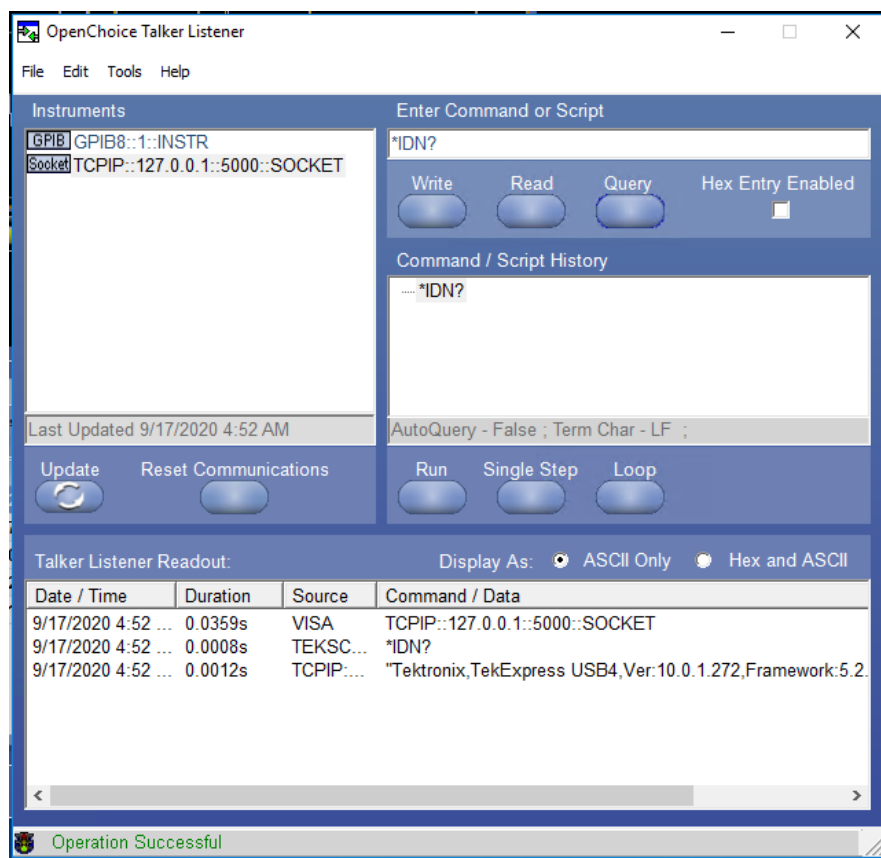 OpenChoice Talker Listener
File Edit Tools Help
Instruments
GPIB GPIB8::1::INSTR
Socket TCPIP::127.0.0.1::5000::SOCKET
Last Updated 9/17/2020 4:52 AM
Update Reset Communications
Enter Command or Script
*IDN?
Write Read Query Hex Entry Enabled
Command / Script History
*IDN?
AutoQuery - False ; Term Char - LF ;
Run Single Step Loop
Talker Listener Readout: Display As: ASCII Only Hex and ASCII
Date / Time Duration Source Command / Data
9/17/2020 4:52 ... 0.0359s VISA TCPIP::127.0.0.1::5000::SOCKET
9/17/2020 4:52 ... 0.0008s TEKSC... *IDN?
9/17/2020 4:52 ... 0.0012s TCPIP:... "Tektronix,TekExpress USB4,Ver:10.0.1.272,Framework:5.2.
Operation Successful